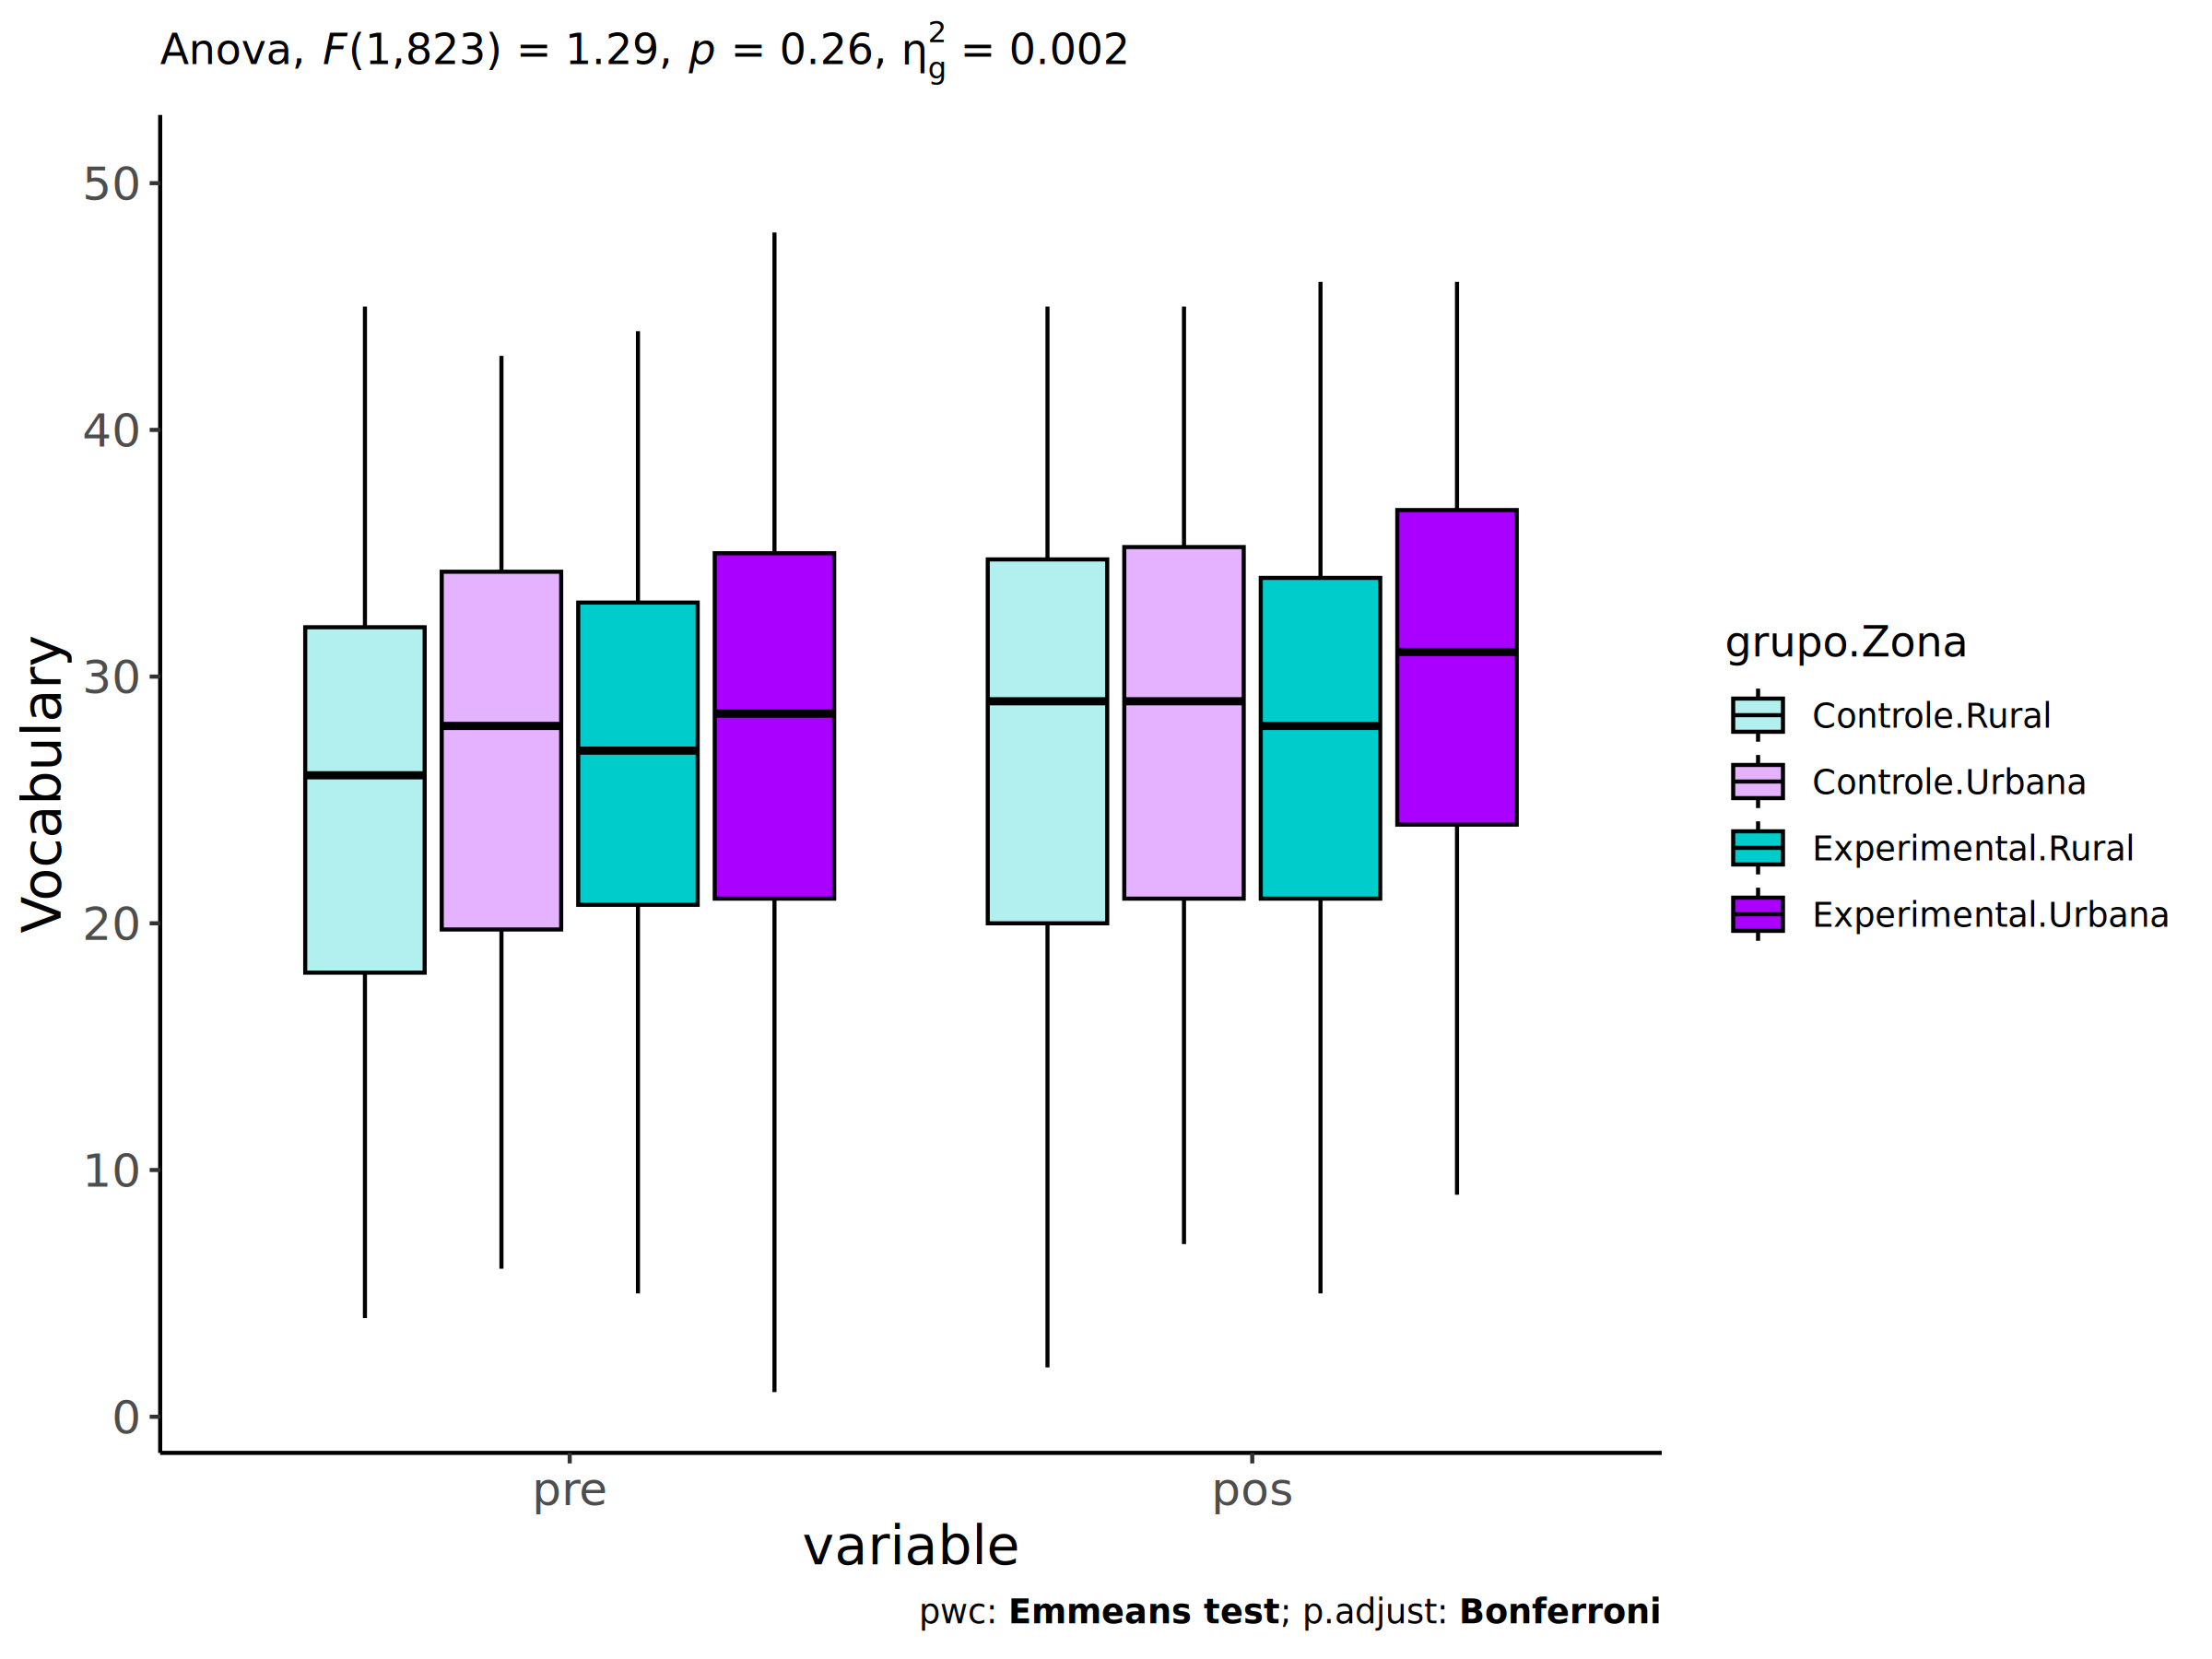 Anova, F(1,823) = 1.29, p = 0.26, η²g = 0.002
Vocabulary
50
40
30
20
10
0
pre
pos
variable
grupo.Zona
Controle.Rural
Controle.Urbana
Experimental.Rural
Experimental.Urbana
pwc: Emmeans test; p.adjust: Bonferroni